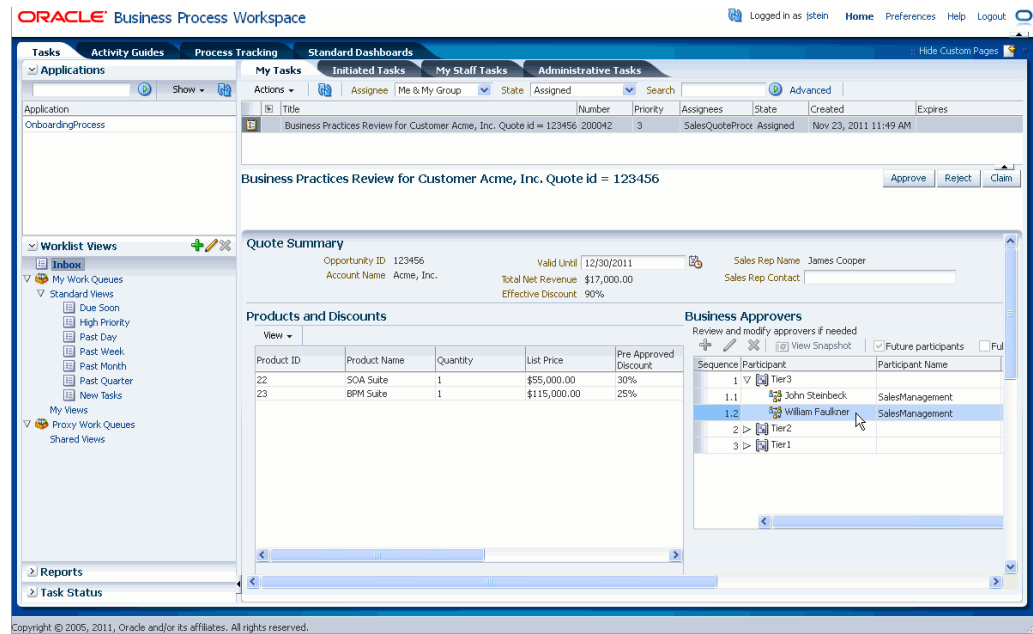 ORACLE Business Process Workspace
Logged in as jstein Home Preferences Help Logout
Tasks Activity Guides Process Tracking Standard Dashboards
:: Hide Custom Pages
Applications
Show
Application
OnboardingProcess
Worklist Views
Inbox
My Work Queues
Standard Views
Due Soon
High Priority
Past Day
Past Week
Past Month
Past Quarter
New Tasks
My Views
Proxy Work Queues
Shared Views
Reports
Task Status
My Tasks Initiated Tasks My Staff Tasks Administrative Tasks
Actions Assignee Me & My Group State Assigned Search Advanced
Title Number Priority Assignees State Created Expires
Business Practices Review for Customer Acme, Inc. Quote id = 123456 200042 3 SalesQuoteProce Assigned Nov 23, 2011 11:49 AM
Business Practices Review for Customer Acme, Inc. Quote id = 123456
Approve Reject Claim
Quote Summary
Opportunity ID 123456
Account Name Acme, Inc.
Valid Until 12/30/2011
Total Net Revenue $17,000.00
Effective Discount 90%
Sales Rep Name James Cooper
Sales Rep Contact
Products and Discounts
View
Product ID Product Name Quantity List Price Pre Approved Discount
22 SOA Suite 1 $55,000.00 30%
23 BPM Suite 1 $115,000.00 25%
Business Approvers
Review and modify approvers if needed
View Snapshot Future participants Ful
Sequence Participant Participant Name
1 Tier3
1.1 John Steinbeck SalesManagement
1.2 William Faulkner SalesManagement
2 Tier2
3 Tier1
Copyright © 2005, 2011, Oracle and/or its affiliates. All rights reserved.